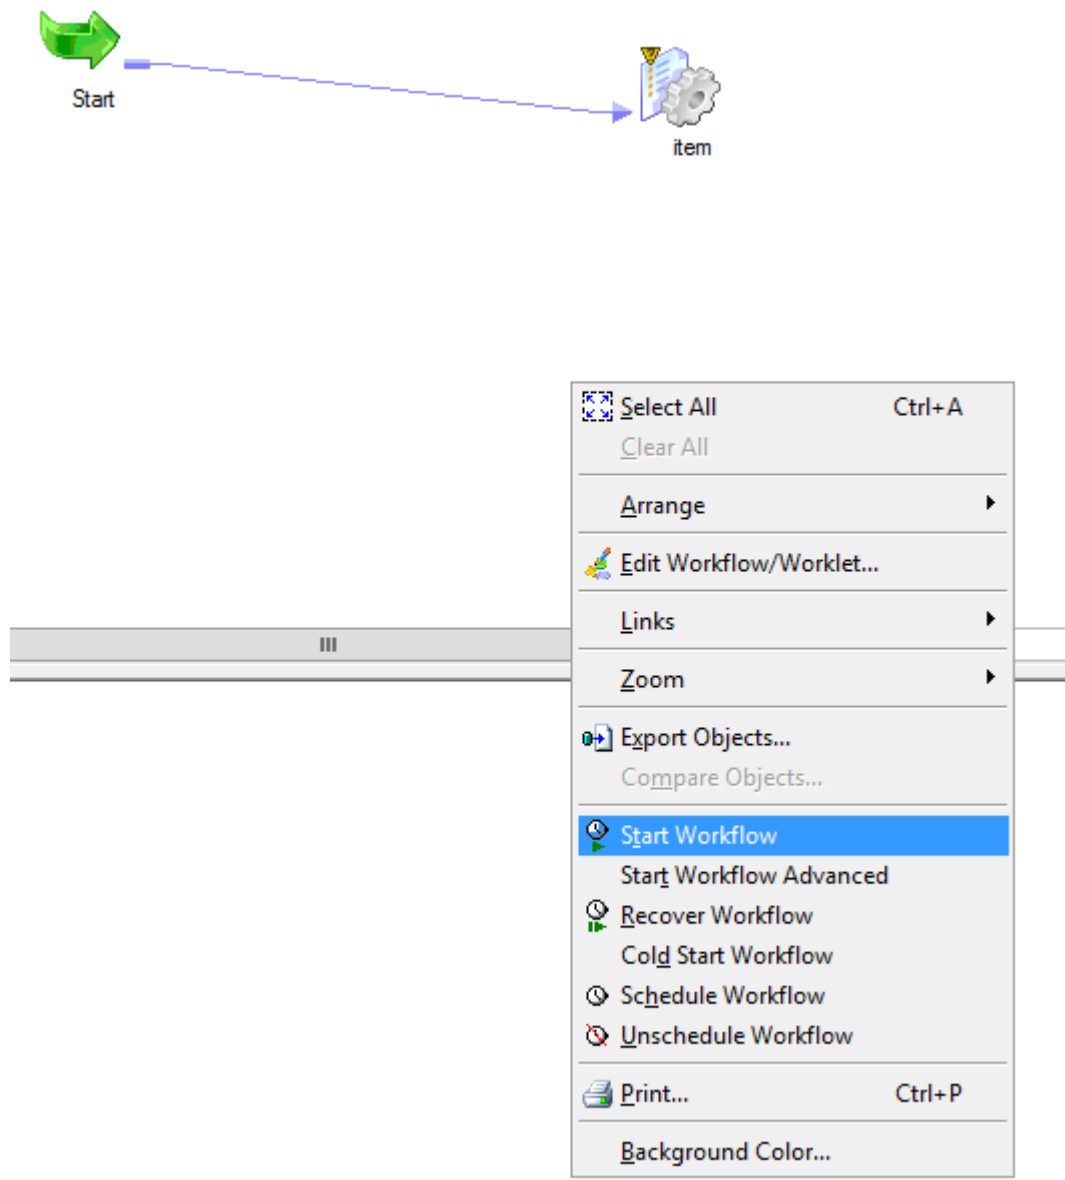 Start
item
Select All Ctrl+A
Clear All
Arrange
Edit Workflow/Worklet...
Links
Zoom
Export Objects...
Compare Objects...
Start Workflow
Start Workflow Advanced
Recover Workflow
Cold Start Workflow
Schedule Workflow
Unschedule Workflow
Print... Ctrl+P
Background Color...